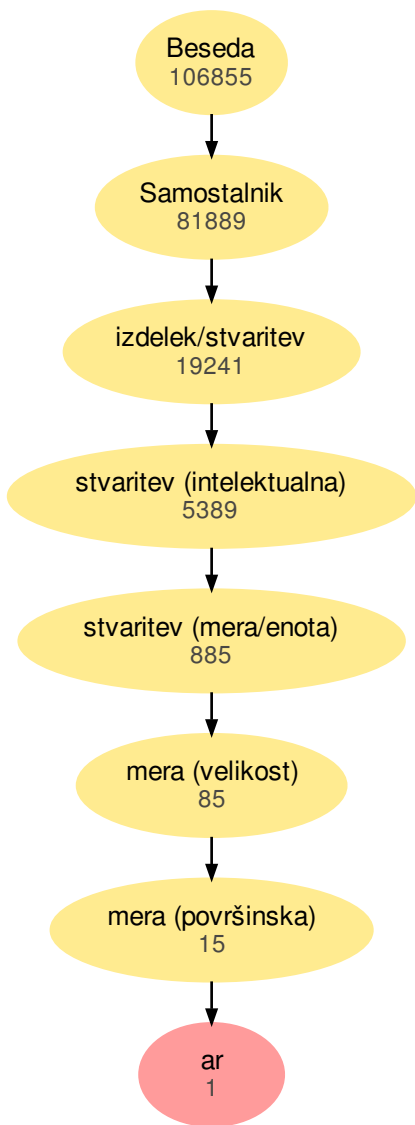 Beseda
106855
Samostalnik
81889
izdelek/stvaritev
19241
stvaritev (intelektualna)
5389
stvaritev (mera/enota)
885
mera (velikost)
85
mera (površinska)
15
ar
1